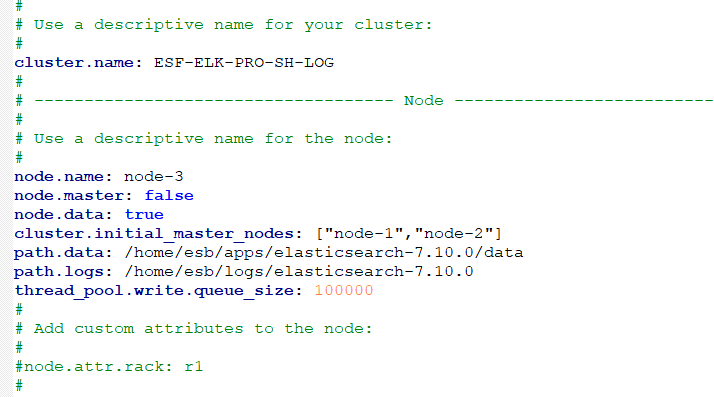 #
# Use a descriptive name for your cluster:
#
cluster.name: ESF-ELK-PRO-SH-LOG
#
# ------------------------------------ Node --------------------------
#
# Use a descriptive name for the node:
#
node.name: node-3
node.master: false
node.data: true
cluster.initial_master_nodes: ["node-1","node-2"]
path.data: /home/esb/apps/elasticsearch-7.10.0/data
path.logs: /home/esb/logs/elasticsearch-7.10.0
thread_pool.write.queue_size: 100000
#
# Add custom attributes to the node:
#
#node.attr.rack: r1
#